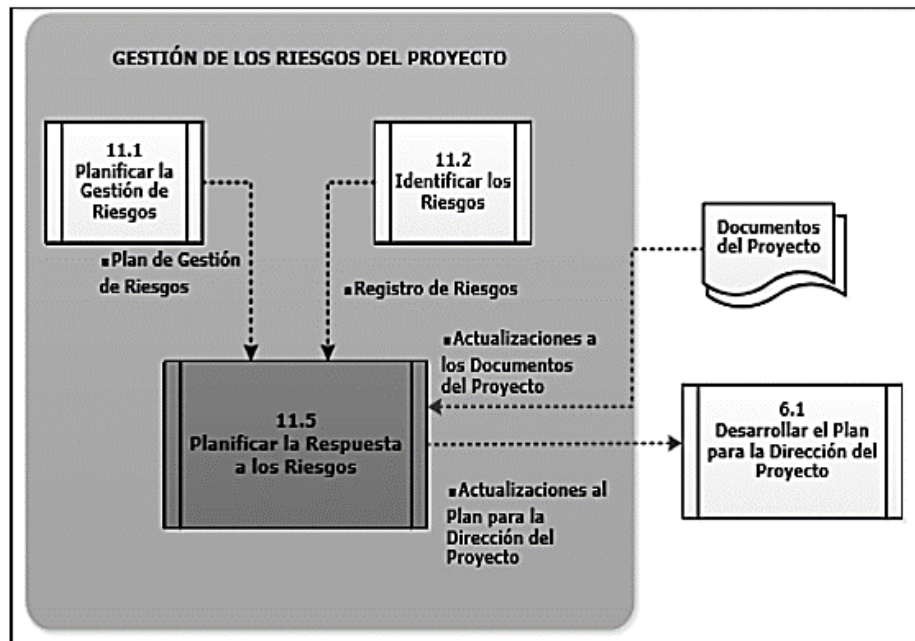 GESTIÓN DE LOS RIESGOS DEL PROYECTO
11.1
Planificar la
Gestión de
Riesgos
11.2
Identificar los
Riesgos
Documentos
del Proyecto
■Plan de Gestión
de Riesgos
■Registro de Riesgos
■Actualizaciones a
los Documentos
del Proyecto
11.5
Planificar la Respuesta
a los Riesgos
6.1
Desarrollar el Plan
para la Dirección del
Proyecto
■Actualizaciones al
Plan para la
Dirección del
Proyecto